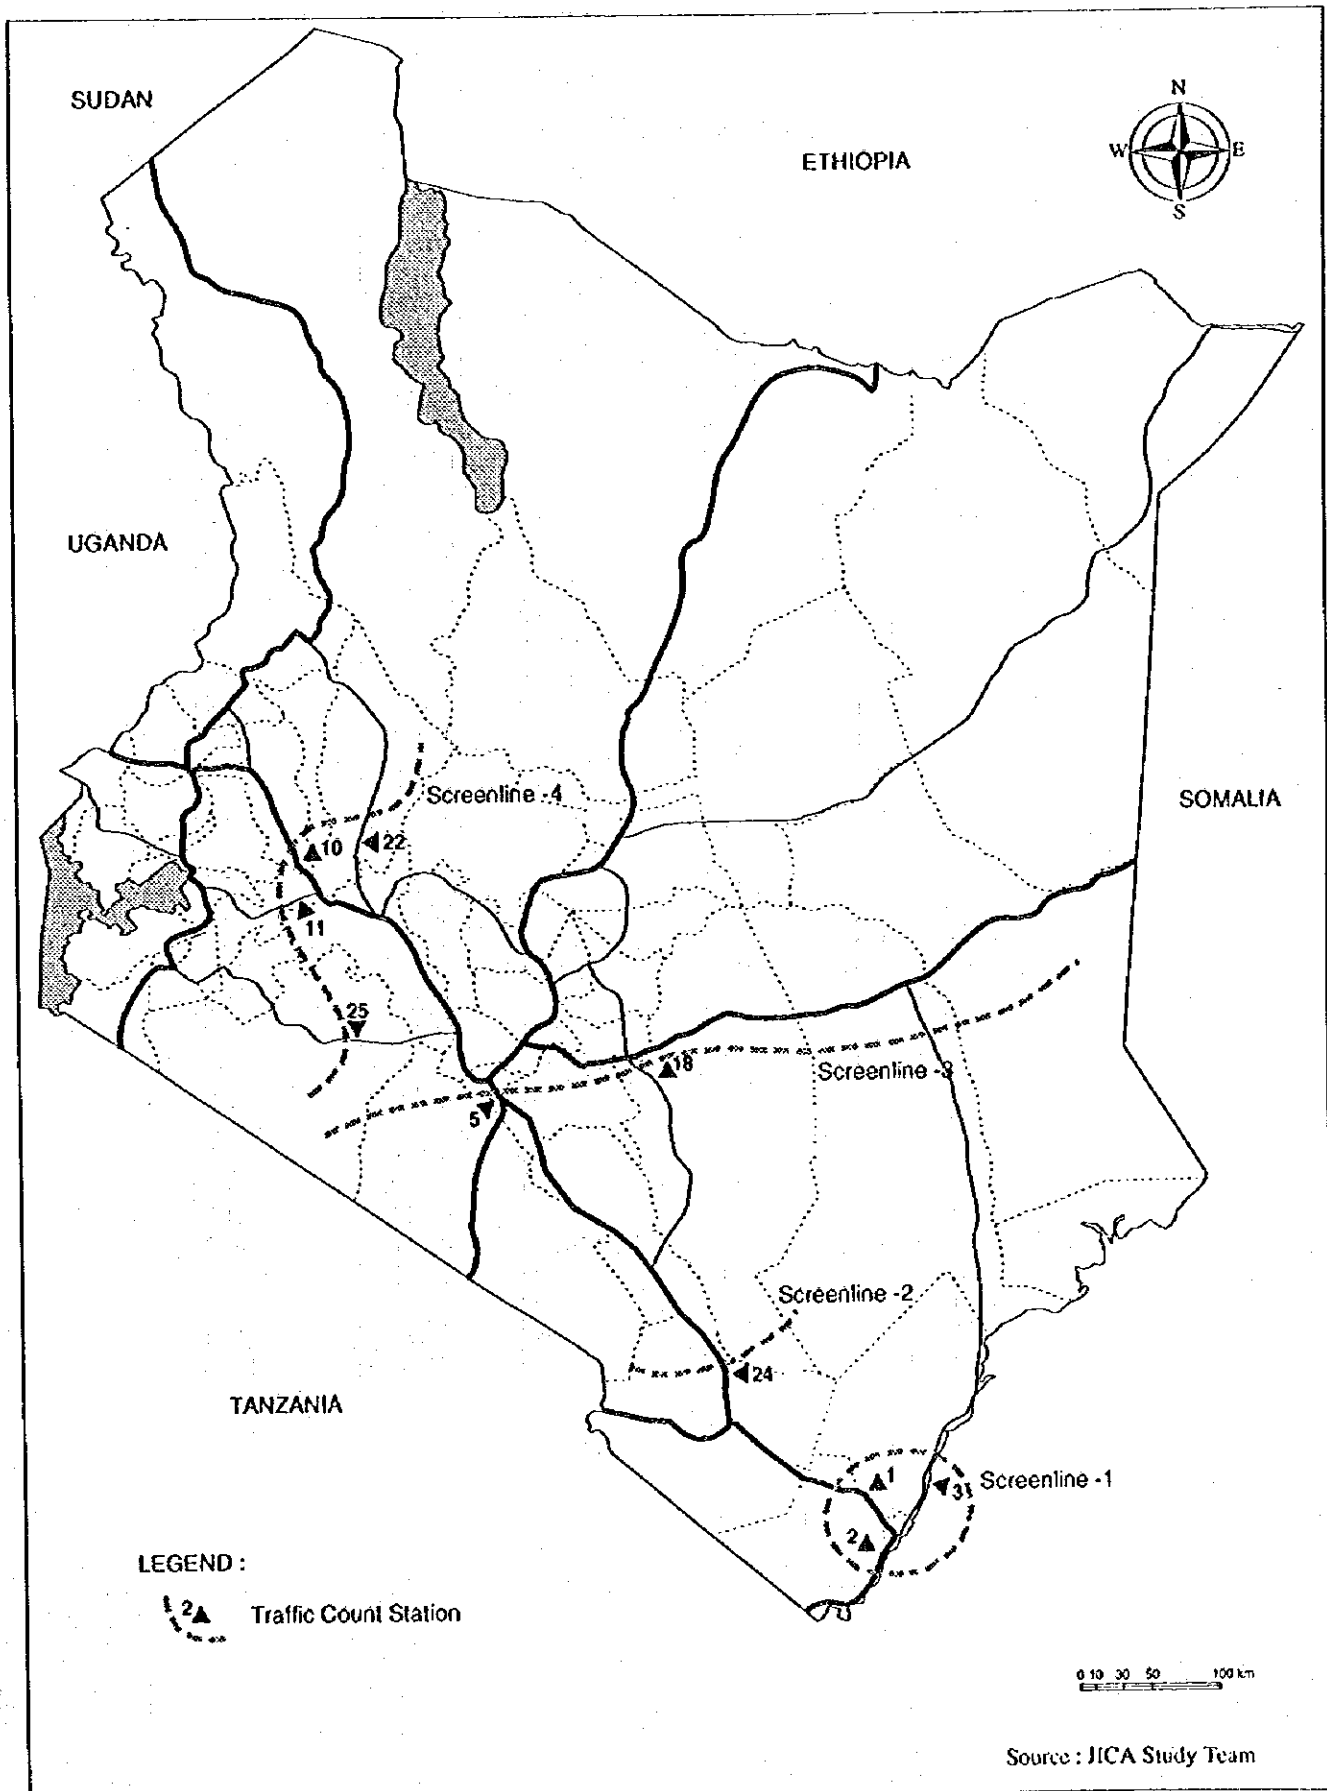 SUDAN
N
ETHIOPIA
W
E
S
UGANDA
Screenline -4
SOMALIA
10
22
11
25
18
Screenline -3
5
Screenline -2
24
TANZANIA
1
3
Screenline -1
2
LEGEND :
2
Traffic Count Station
0 10 30 50 100 km
Source : JICA Study Team